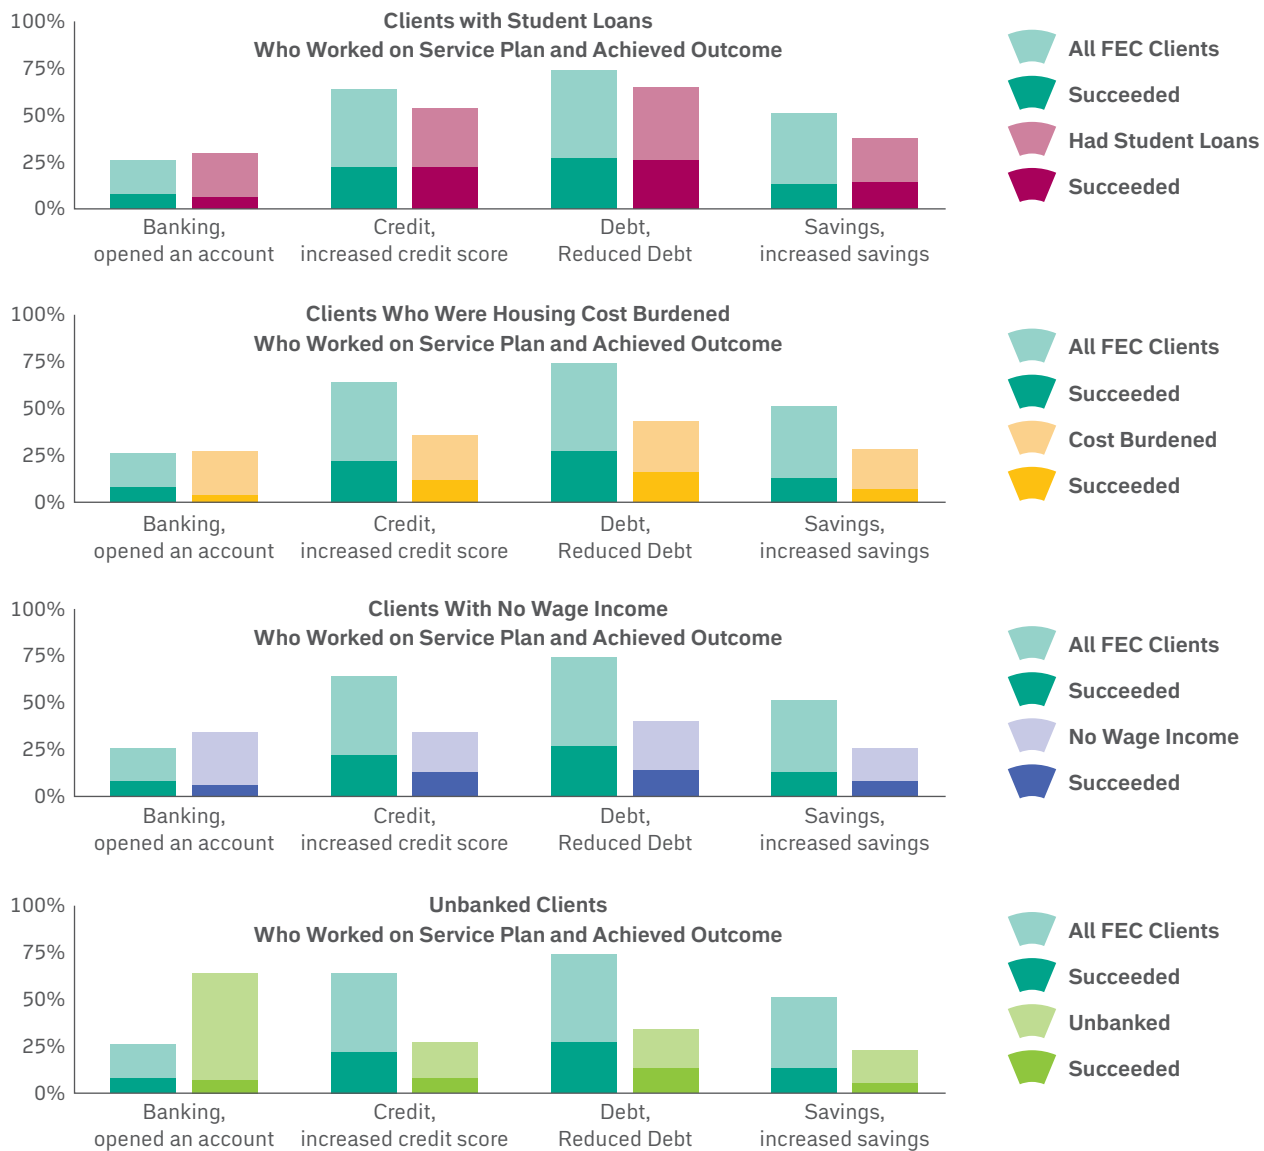 Clients with Student Loans
Who Worked on Service Plan and Achieved Outcome
100%
75%
50%
25%
0%
Banking,
opened an account
Credit,
increased credit score
Debt,
Reduced Debt
Savings,
increased savings
All FEC Clients
Succeeded
Had Student Loans
Succeeded
Clients Who Were Housing Cost Burdened
Who Worked on Service Plan and Achieved Outcome
100%
75%
50%
25%
0%
Banking,
opened an account
Credit,
increased credit score
Debt,
Reduced Debt
Savings,
increased savings
All FEC Clients
Succeeded
Cost Burdened
Succeeded
Clients With No Wage Income
Who Worked on Service Plan and Achieved Outcome
100%
75%
50%
25%
0%
Banking,
opened an account
Credit,
increased credit score
Debt,
Reduced Debt
Savings,
increased savings
All FEC Clients
Succeeded
No Wage Income
Succeeded
Unbanked Clients
Who Worked on Service Plan and Achieved Outcome
100%
75%
50%
25%
0%
Banking,
opened an account
Credit,
increased credit score
Debt,
Reduced Debt
Savings,
increased savings
All FEC Clients
Succeeded
Unbanked
Succeeded